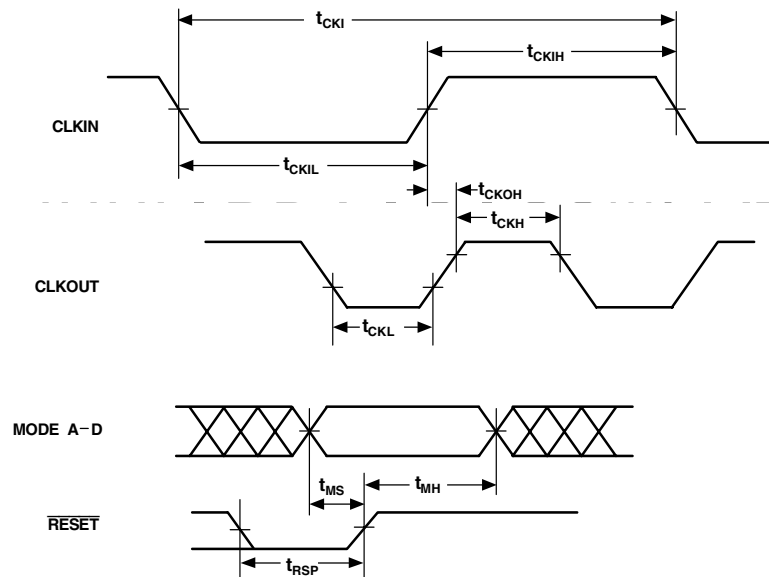 tCKI
tCKIH
CLKIN
tCKIL
tCKOH
tCKH
CLKOUT
tCKL
MODE A–D
tMS
tMH
RESET
tRSP